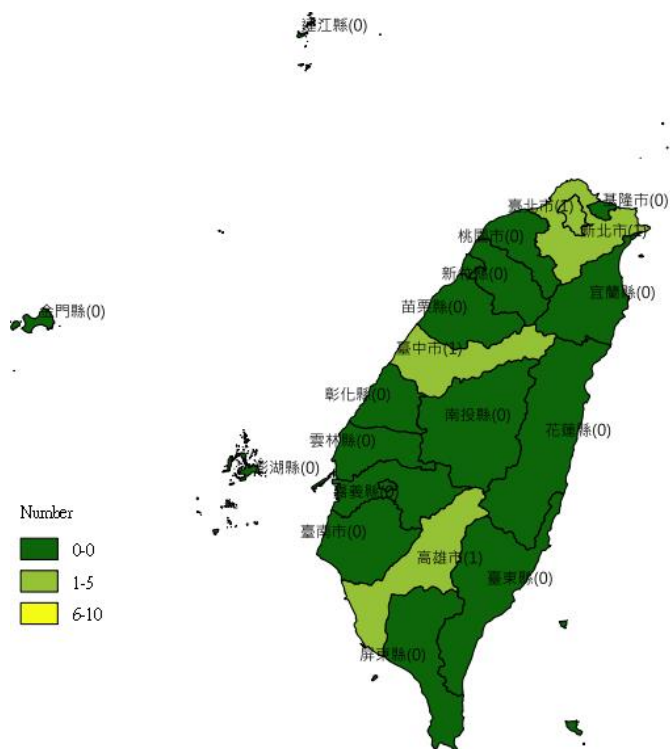 連江縣(0)
基隆市(0)
臺北市(1)
新北市(1)
桃園市(0)
新竹縣(0)
宜蘭縣(0)
苗栗縣(0)
金門縣(0)
臺中市(1)
彰化縣(0)
南投縣(0)
花蓮縣(0)
雲林縣(0)
澎湖縣(0)
嘉義縣(0)
臺南市(0)
高雄市(1)
臺東縣(0)
屏東縣(0)
Number
0-0
1-5
6-10